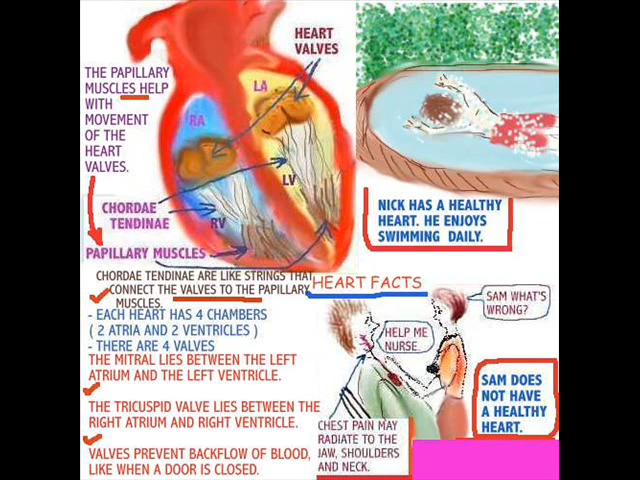 HEART
VALVES
THE PAPILLARY
MUSCLES HELP
WITH
MOVEMENT
OF THE
HEART
VALVES.
LA
RA
LV
RV
CHORDAE
TENDINAE
PAPILLARY MUSCLES
NICK HAS A HEALTHY
HEART. HE ENJOYS
SWIMMING DAILY.
CHORDAE TENDINAE ARE LIKE STRINGS THAT
CONNECT THE VALVES TO THE PAPILLARY
MUSCLES.
HEART FACTS
- EACH HEART HAS 4 CHAMBERS
( 2 ATRIA AND 2 VENTRICLES )
- THERE ARE 4 VALVES
THE MITRAL LIES BETWEEN THE LEFT
ATRIUM AND THE LEFT VENTRICLE.
THE TRICUSPID VALVE LIES BETWEEN THE
RIGHT ATRIUM AND RIGHT VENTRICLE.
VALVES PREVENT BACKFLOW OF BLOOD,
LIKE WHEN A DOOR IS CLOSED.
SAM WHAT'S
WRONG?
HELP ME
NURSE
SAM DOES
NOT HAVE
A HEALTHY
HEART.
CHEST PAIN MAY
RADIATE TO THE
JAW, SHOULDERS
AND NECK.